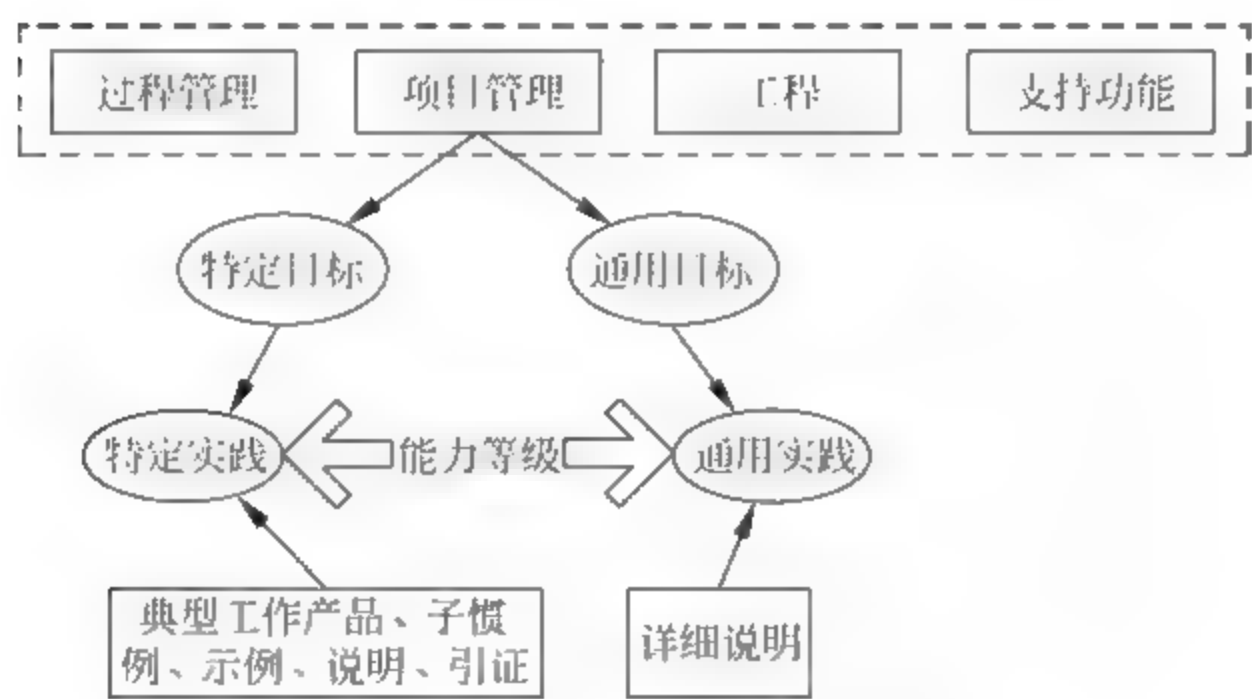 过程管理
项目管理
工程
支持功能
特定目标
通用目标
特定实践
能力等级
通用实践
典型工作产品、子惯
例、示例、说明、引证
详细说明